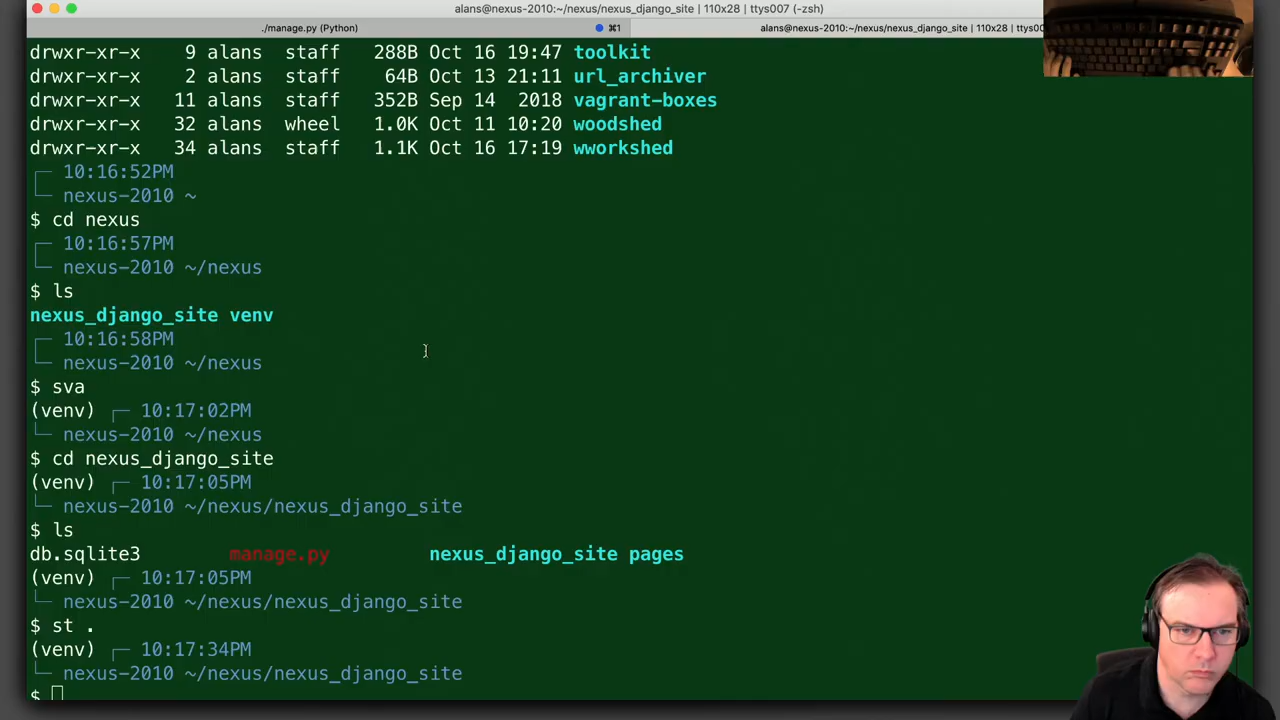 alans@nexus-2010:~/nexus/nexus_django_site | 110x28 | ttys007 (-zsh)
./manage.py (Python) ⌘1 alans@nexus-2010:~/nexus/nexus_django_site | 110x28 | ttys00
drwxr-xr-x 9 alans staff 288B Oct 16 19:47 toolkit
drwxr-xr-x 2 alans staff 64B Oct 13 21:11 url_archiver
drwxr-xr-x 11 alans staff 352B Sep 14 2018 vagrant-boxes
drwxr-xr-x 32 alans wheel 1.0K Oct 11 10:20 woodshed
drwxr-xr-x 34 alans staff 1.1K Oct 16 17:19 wworkshed
┌─ 10:16:52PM
└─ nexus-2010 ~
$ cd nexus
┌─ 10:16:57PM
└─ nexus-2010 ~/nexus
$ ls
nexus_django_site venv
┌─ 10:16:58PM
└─ nexus-2010 ~/nexus
$ sva
(venv) ┌─ 10:17:02PM
└─ nexus-2010 ~/nexus
$ cd nexus_django_site
(venv) ┌─ 10:17:05PM
└─ nexus-2010 ~/nexus/nexus_django_site
$ ls
db.sqlite3 manage.py nexus_django_site pages
(venv) ┌─ 10:17:05PM
└─ nexus-2010 ~/nexus/nexus_django_site
$ st .
(venv) ┌─ 10:17:34PM
└─ nexus-2010 ~/nexus/nexus_django_site
$